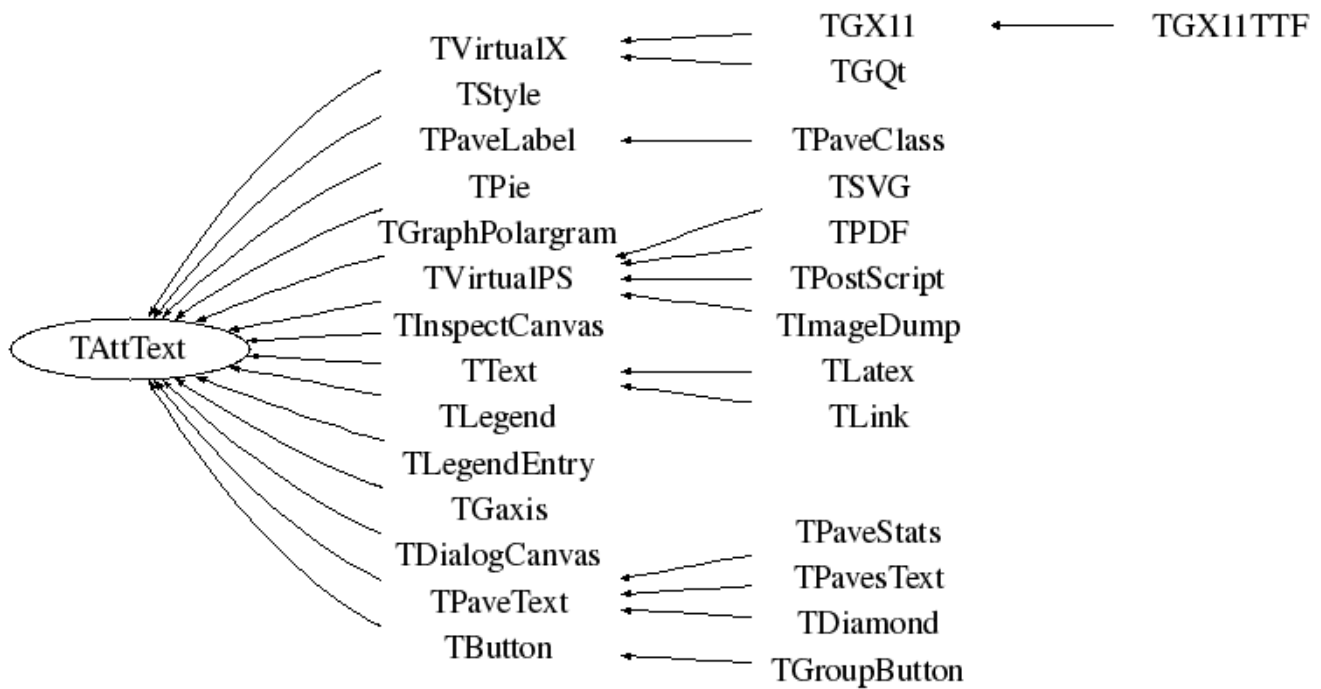 TAttText
TVirtualX
TStyle
TPaveLabel
TPie
TGraphPolargram
TVirtualPS
TInspectCanvas
TText
TLegend
TLegendEntry
TGaxis
TDialogCanvas
TPaveText
TButton
TGX11
TGQt
TPaveClass
TSVG
TPDF
TPostScript
TImageDump
TLatex
TLink
TPaveStats
TPavesText
TDiamond
TGroupButton
TGX11TTF